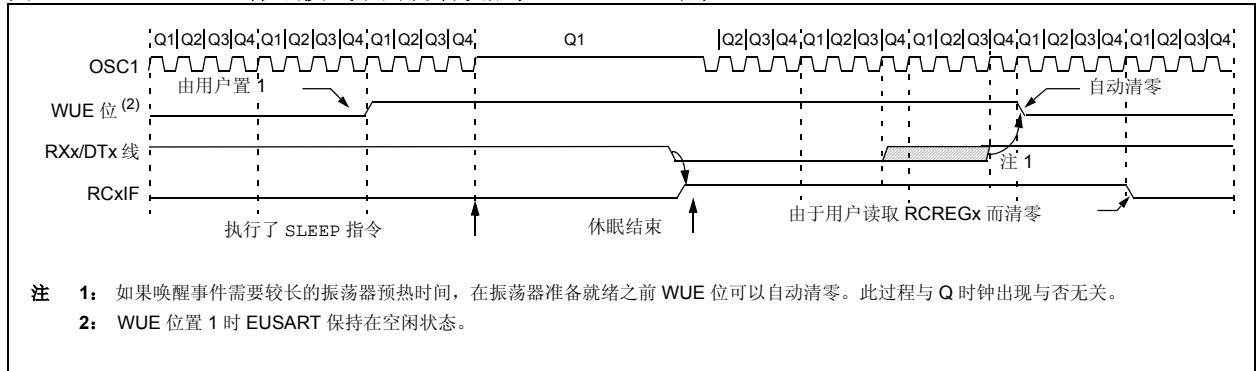 Q1 Q2 Q3 Q4 Q1 Q2 Q3 Q4 Q1 Q2 Q3 Q4 Q1 Q2 Q3 Q4 Q1 Q2 Q3 Q4 Q1 Q2 Q3 Q4 Q1 Q2 Q3 Q4
OSC1
由用户置 1
自动清零
WUE 位 (2)
RXx/DTx 线
注 1
RCxIF
由于用户读取 RCREGx 而清零
执行了 SLEEP 指令
休眠结束
注 1: 如果唤醒事件需要较长的振荡器预热时间，在振荡器准备就绪之前 WUE 位可以自动清零。此过程与 Q 时钟出现与否无关。
2: WUE 位置 1 时 EUSART 保持在空闲状态。